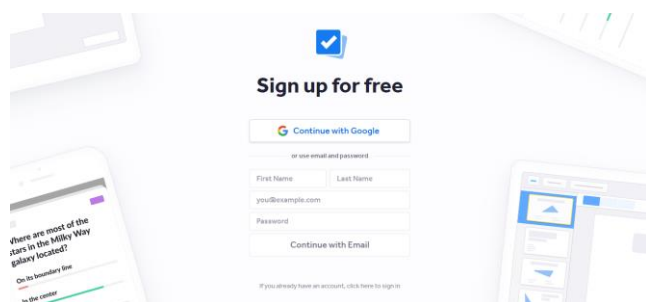 Sign up for free
Continue with Google
or use email and password
First Name
Last Name
you@example.com
Password
Continue with Email
If you already have an account, click here to sign in
Where are most of the
stars in the Milky Way
galaxy located?
On its boundary line
In the center